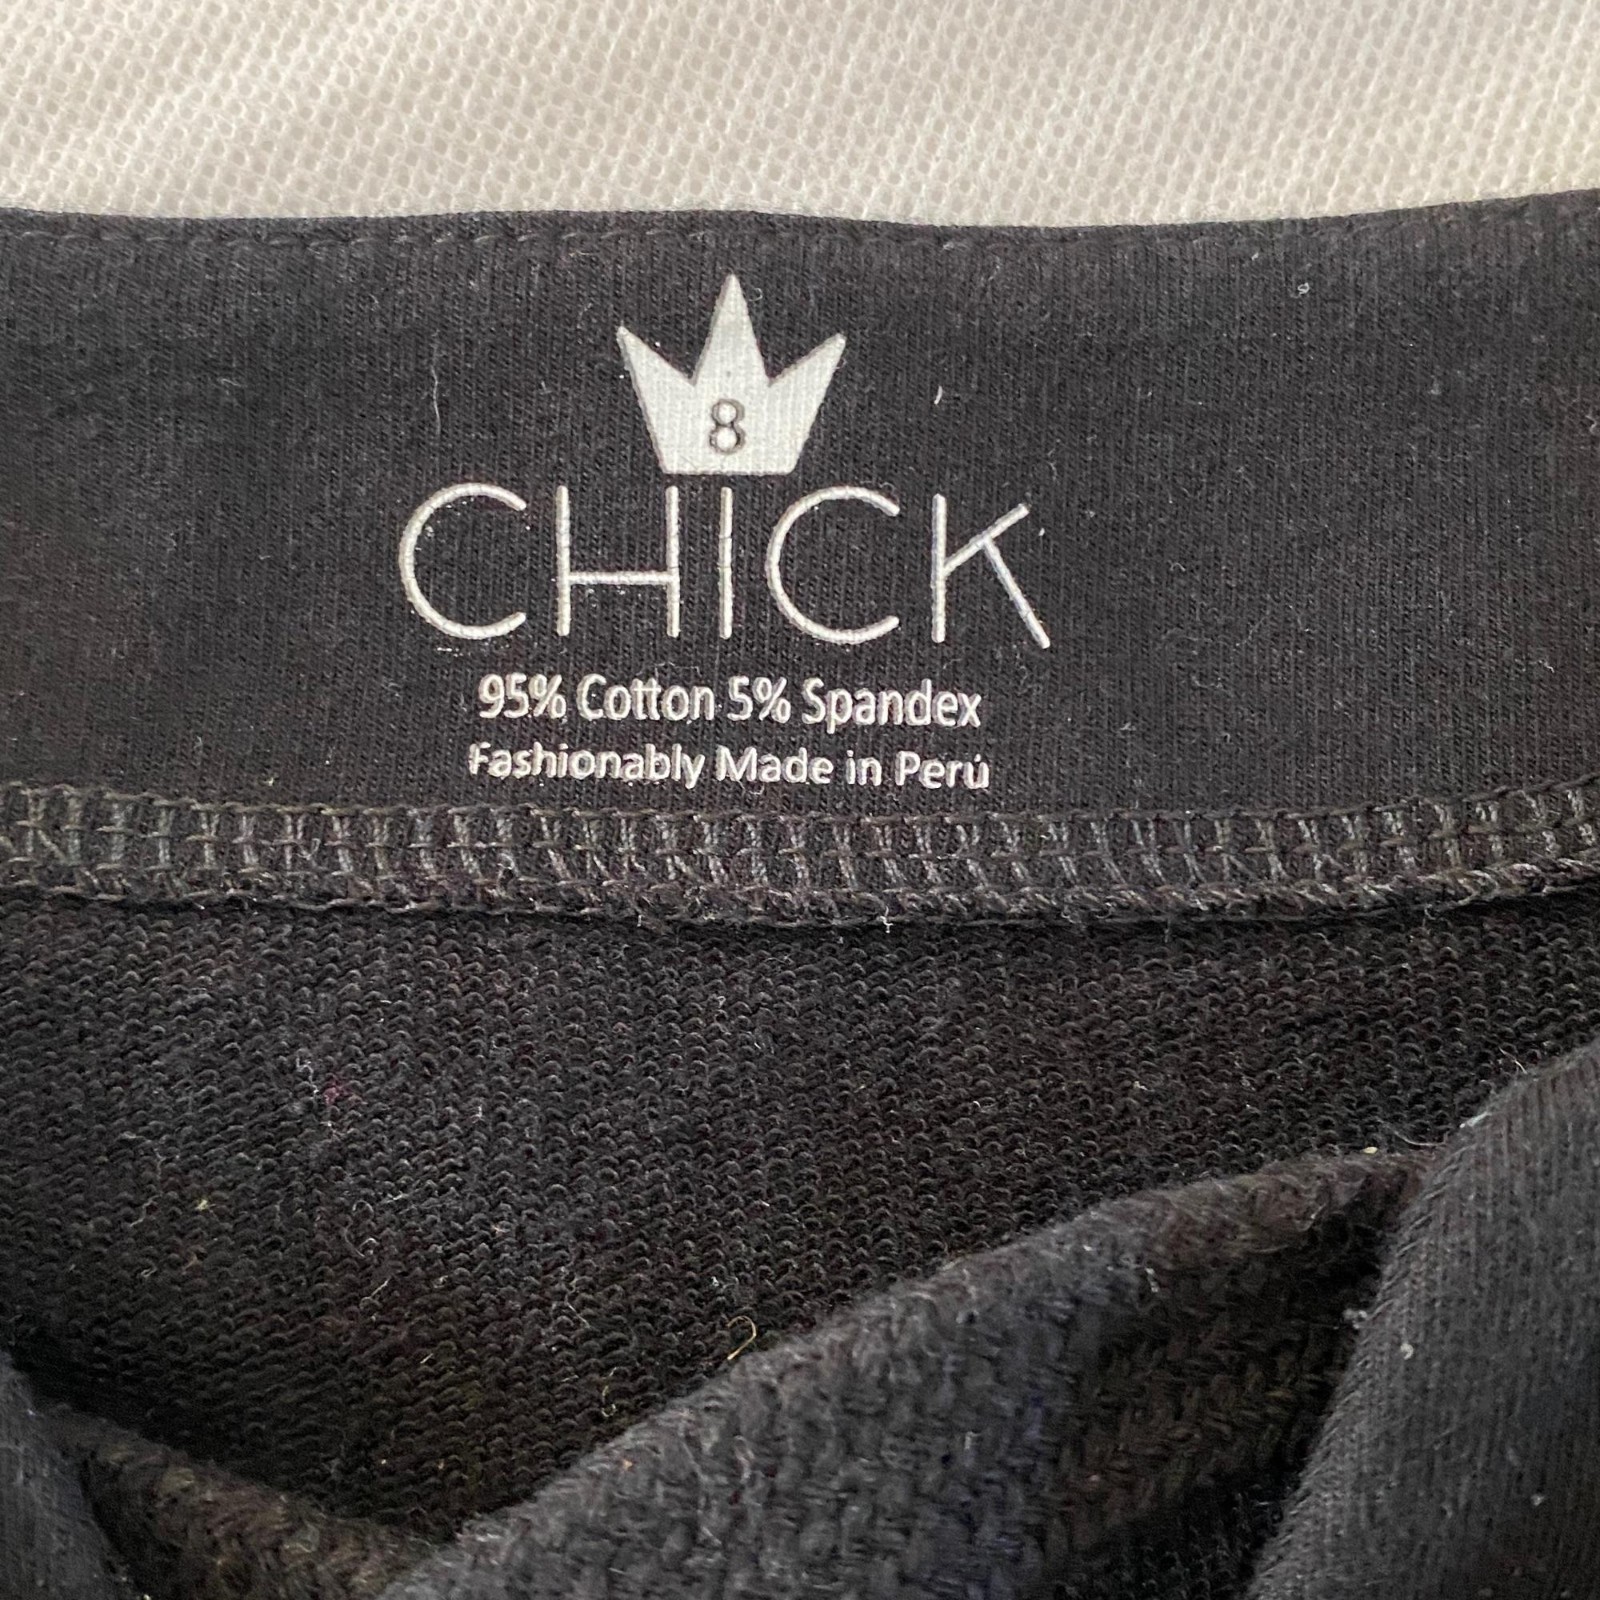 8
CHICK
95% Cotton 5% Spandex
Fashionably Made in Perú